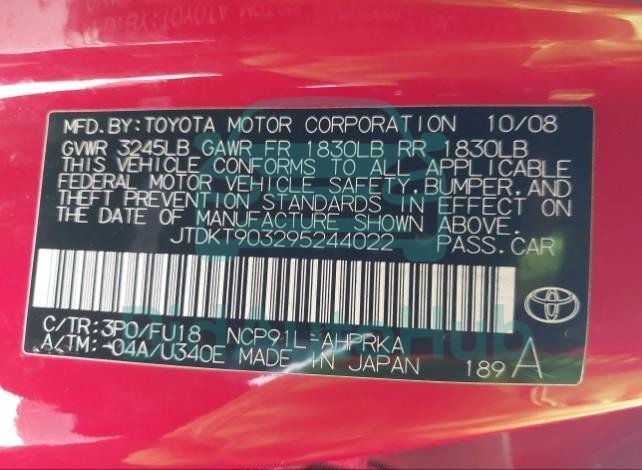 MFD. BY: TOYOTA MOTOR CORPORATION 10/08
GVWR 3245LB GAWR FR 1830LB RR 1830LB
THIS VEHICLE CONFORMS TO ALL APPLICABLE
FEDERAL MOTOR VEHICLE SAFETY, BUMPER, AND
THEFT PREVENTION STANDARDS IN EFFECT ON
THE DATE OF MANUFACTURE SHOWN ABOVE.
JTDKT903295244022 PASS. CAR
C/TR: 3P0/FU18 NCP91L-AHPRKA
A/TM: -04A/U340E MADE IN JAPAN 189 A
BidAutoHub